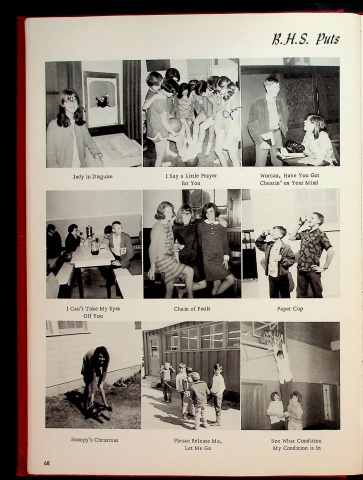 B.H.S. Puts
Judy in Disguise
I Say a Little Prayer
for You
Woman, Have You Got
Cheatin' on Your Mind
I Can't Take My Eyes
Off You
Chain of Fools
Paper Cup
Snoopy's Christmas
Please Release Me,
Let Me Go
See What Condition
My Condition is In
68